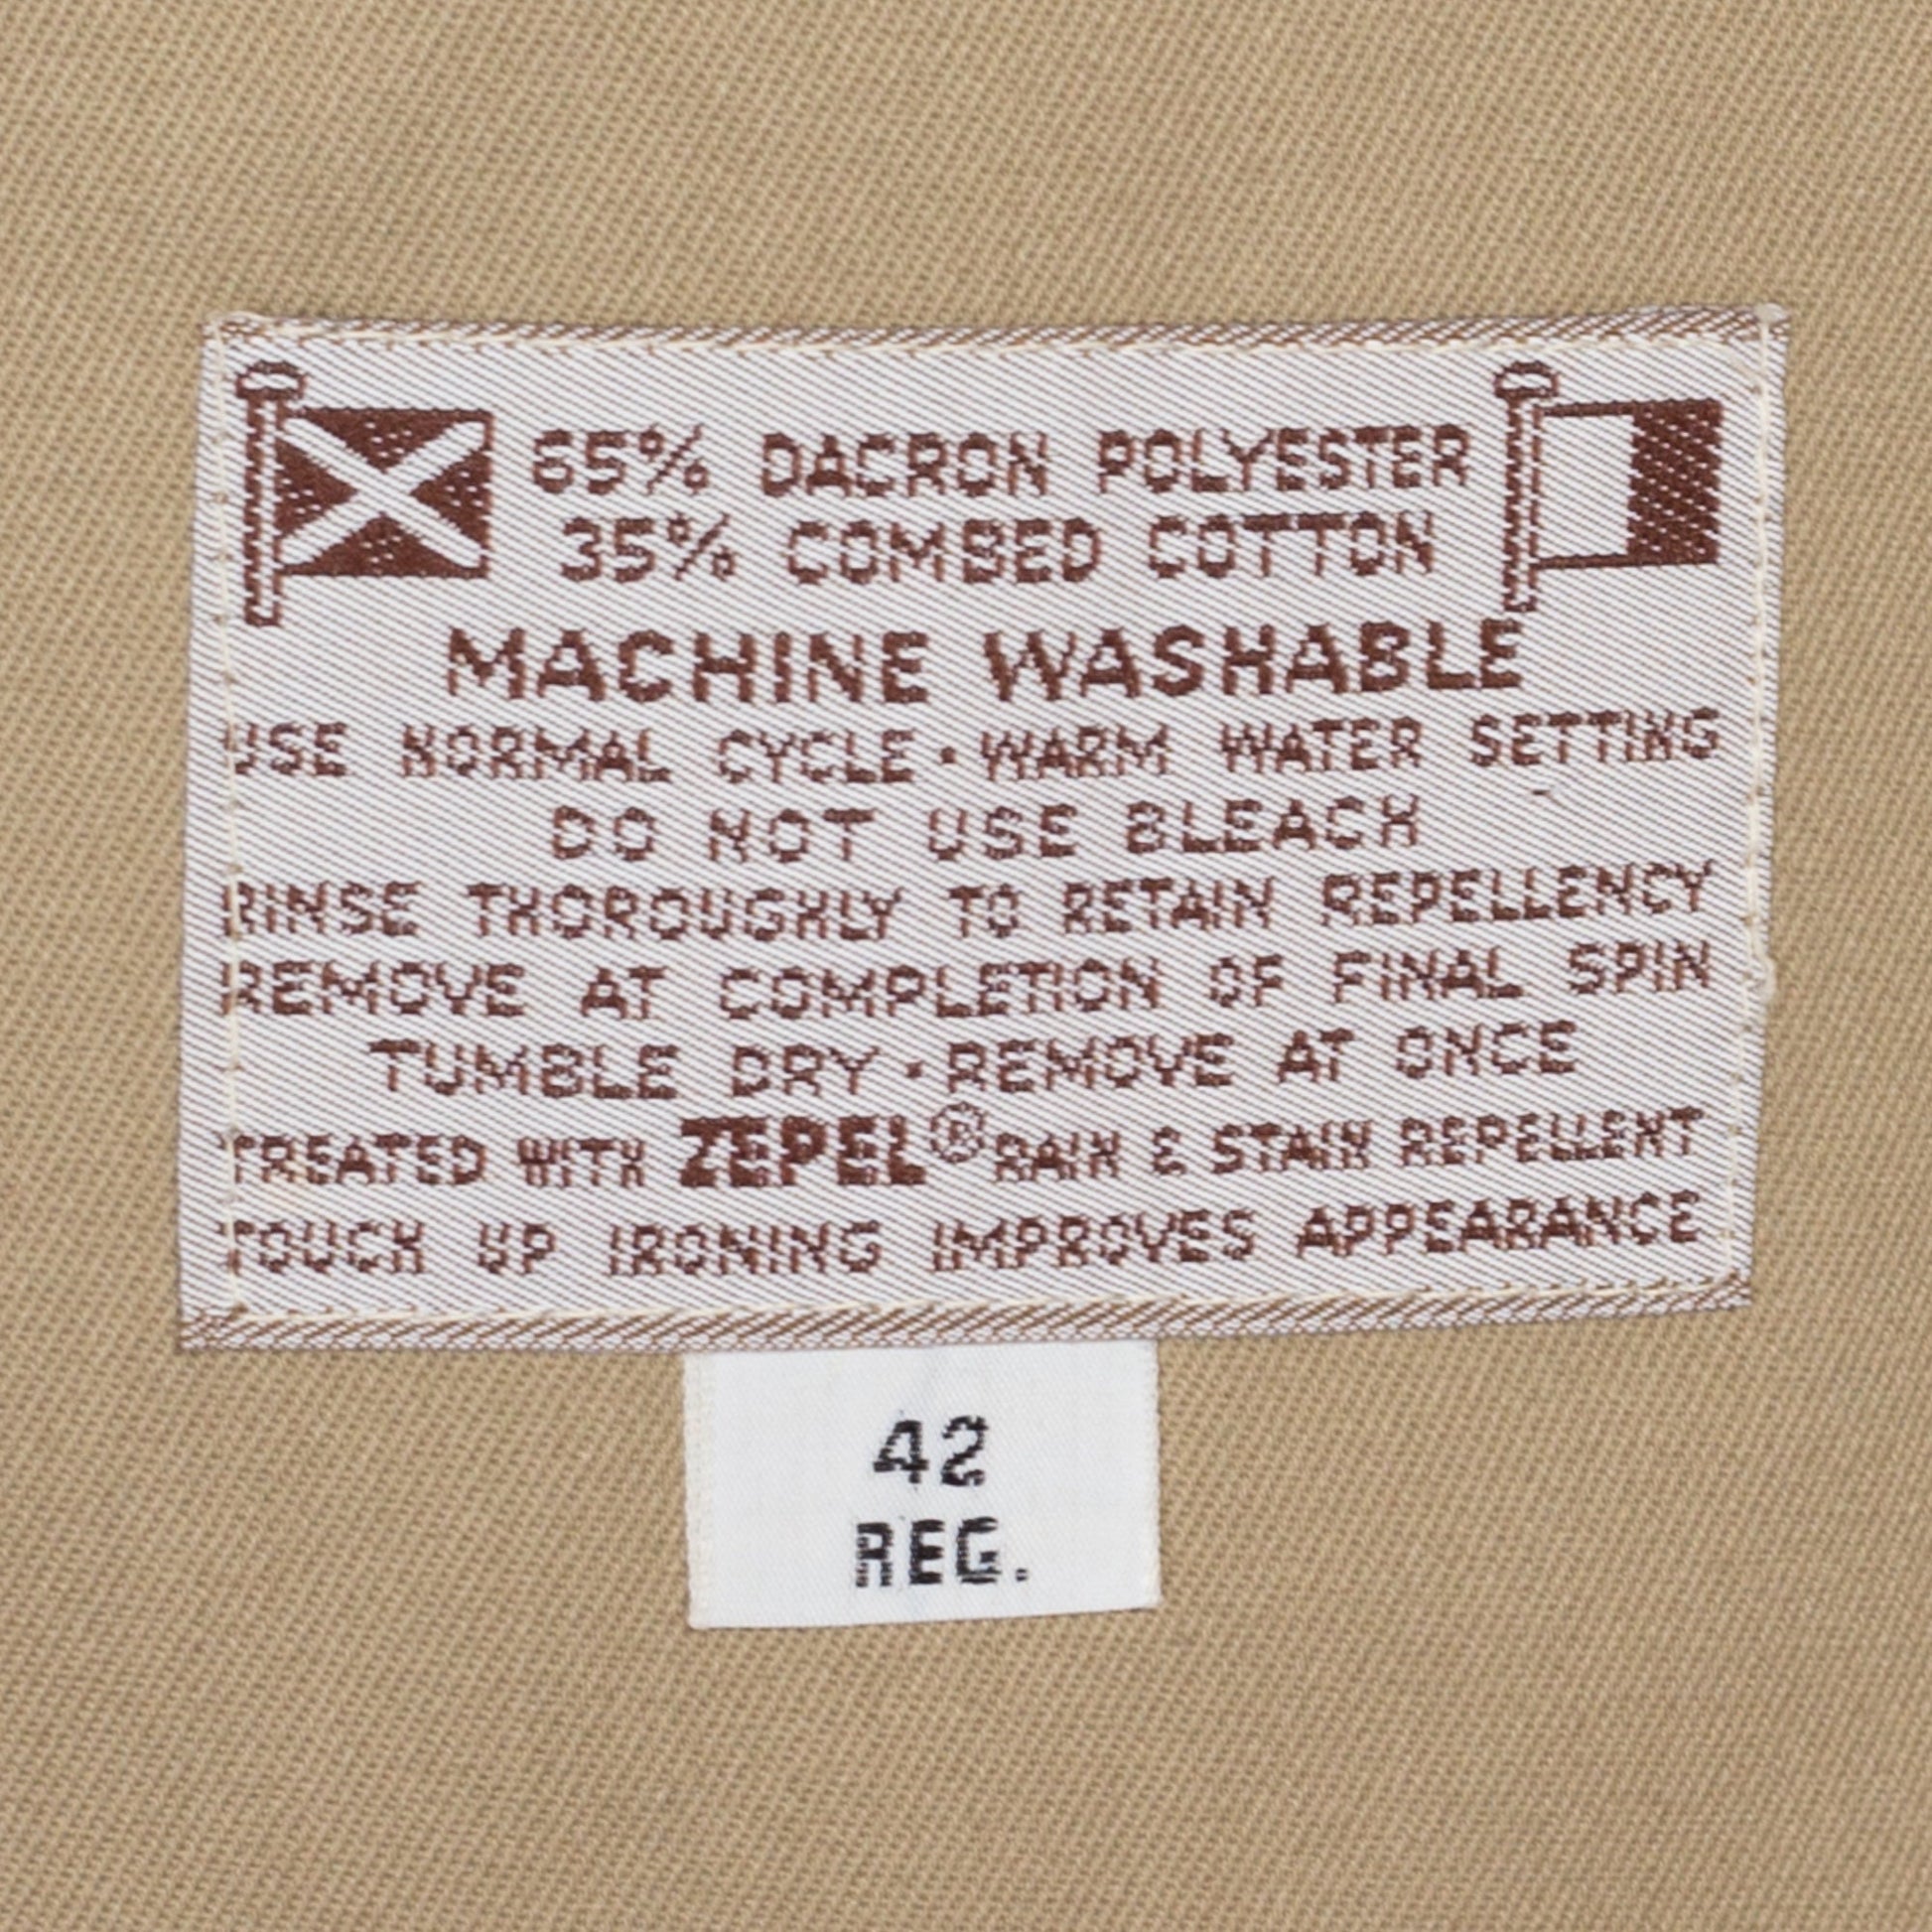 65% DACRON POLYESTER
35% COMBED COTTON
MACHINE WASHABLE
USE NORMAL CYCLE · WARM WATER SETTING
DO NOT USE BLEACH
RINSE THOROUGHLY TO RETAIN REPELLENCY
REMOVE AT COMPLETION OF FINAL SPIN
TUMBLE DRY · REMOVE AT ONCE
TREATED WITH ZEPEL® RAIN & STAIN REPELLENT
TOUCH UP IRONING IMPROVES APPEARANCE
42
REG.